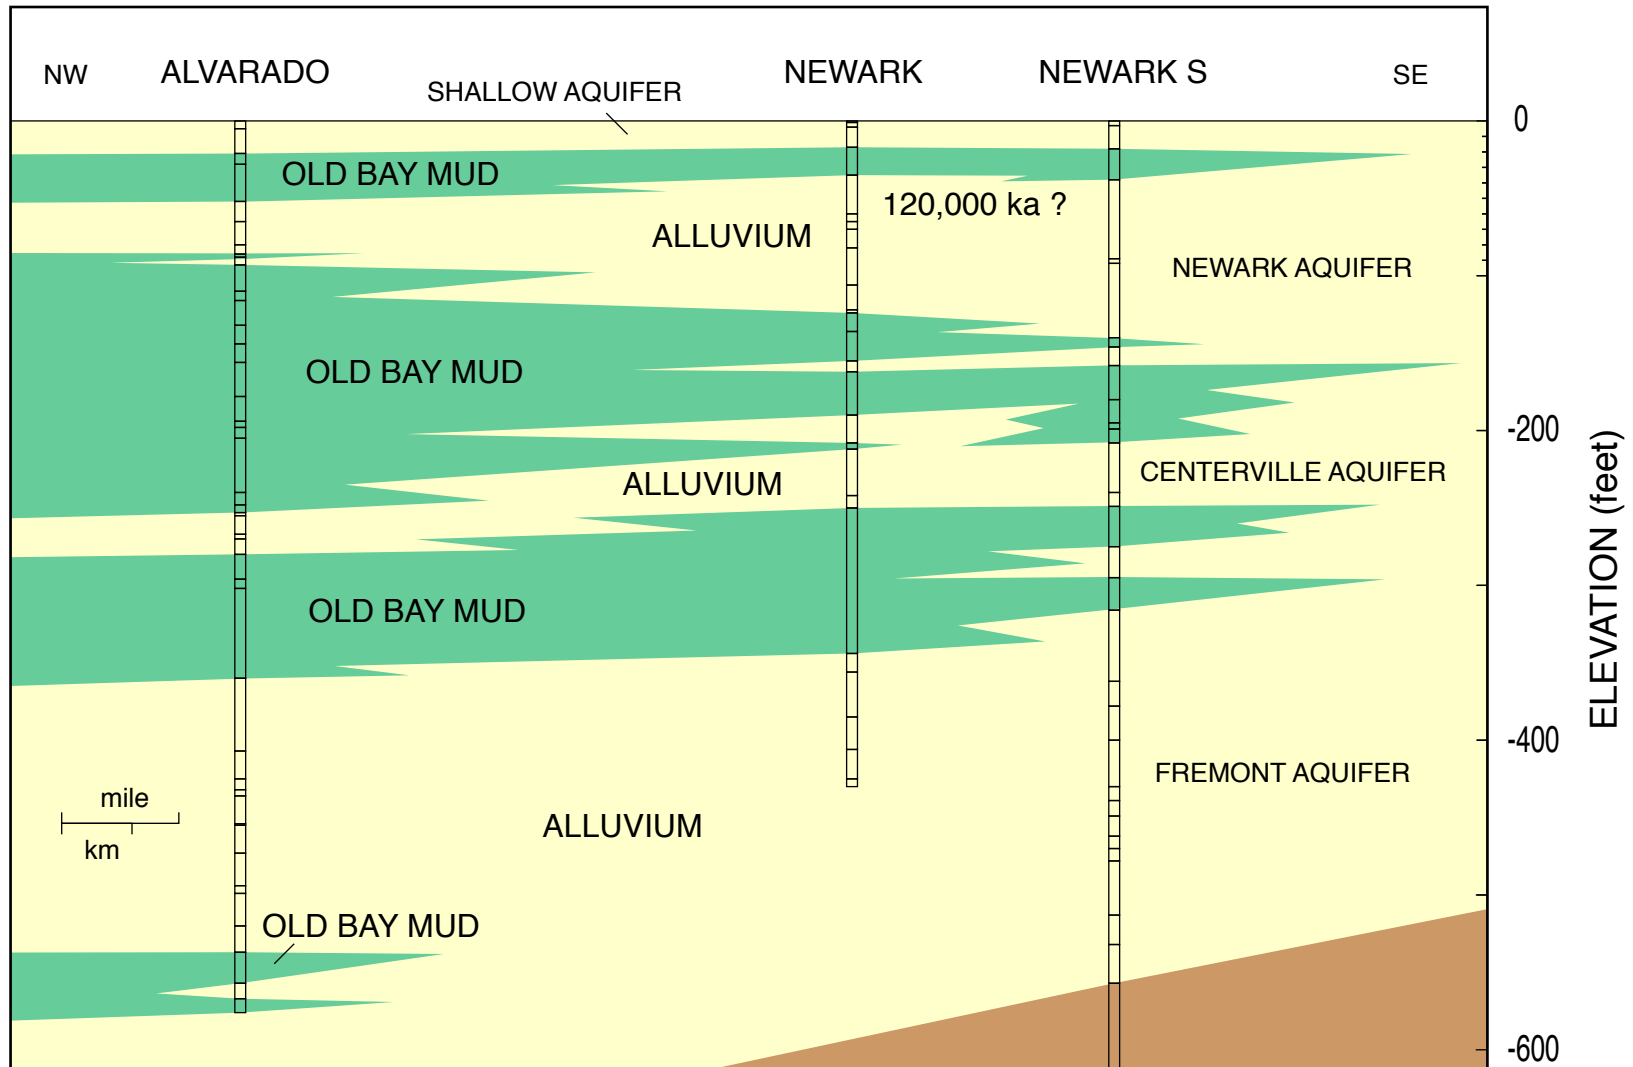 NW
ALVARADO
NEWARK
NEWARK S
SE
SHALLOW AQUIFER
0
OLD BAY MUD
120,000 ka ?
ALLUVIUM
NEWARK AQUIFER
OLD BAY MUD
-200
CENTERVILLE AQUIFER
ALLUVIUM
ELEVATION (feet)
OLD BAY MUD
-400
FREMONT AQUIFER
mile
km
ALLUVIUM
OLD BAY MUD
-600